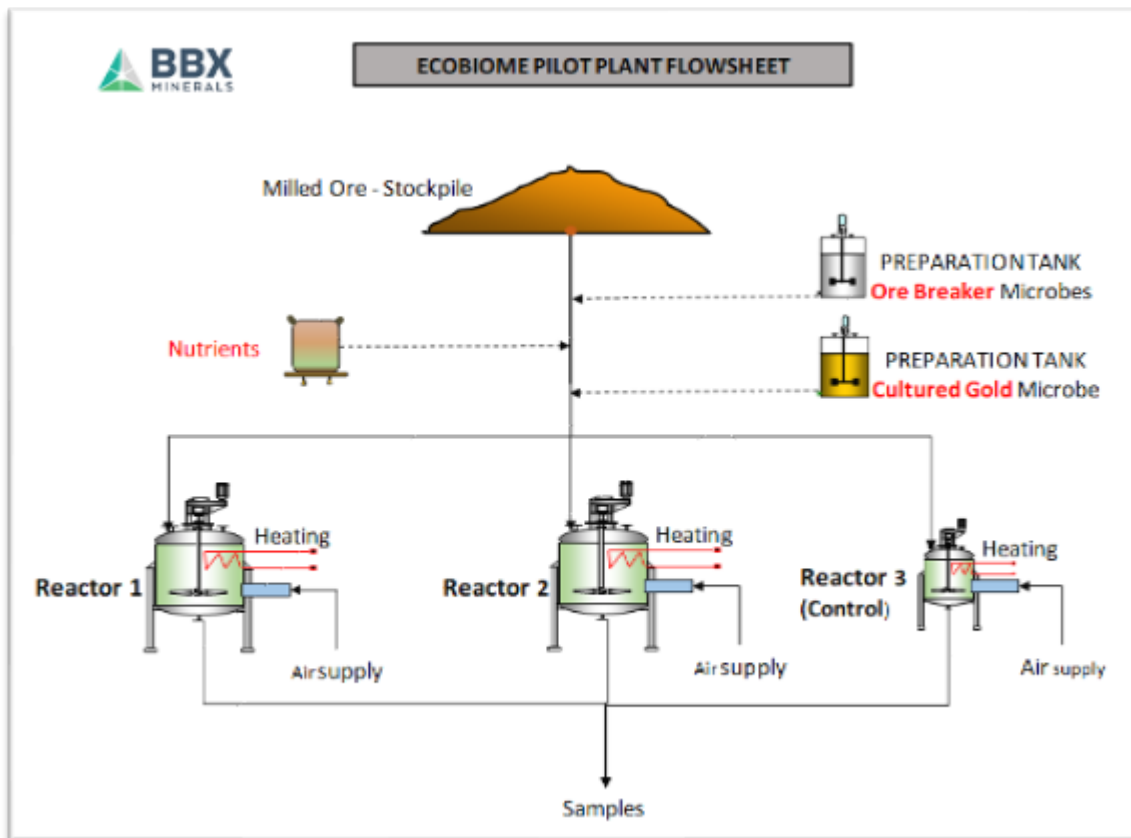 BBX
MINERALS
ECOBIOME PILOT PLANT FLOWSHEET
Milled Ore - Stockpile
PREPARATION TANK
Ore Breaker Microbes
Nutrients
PREPARATION TANK
Cultured Gold Microbe
Heating
Reactor 1
Air supply
Heating
Reactor 2
Air supply
Heating
Reactor 3
(Control)
Air supply
Samples